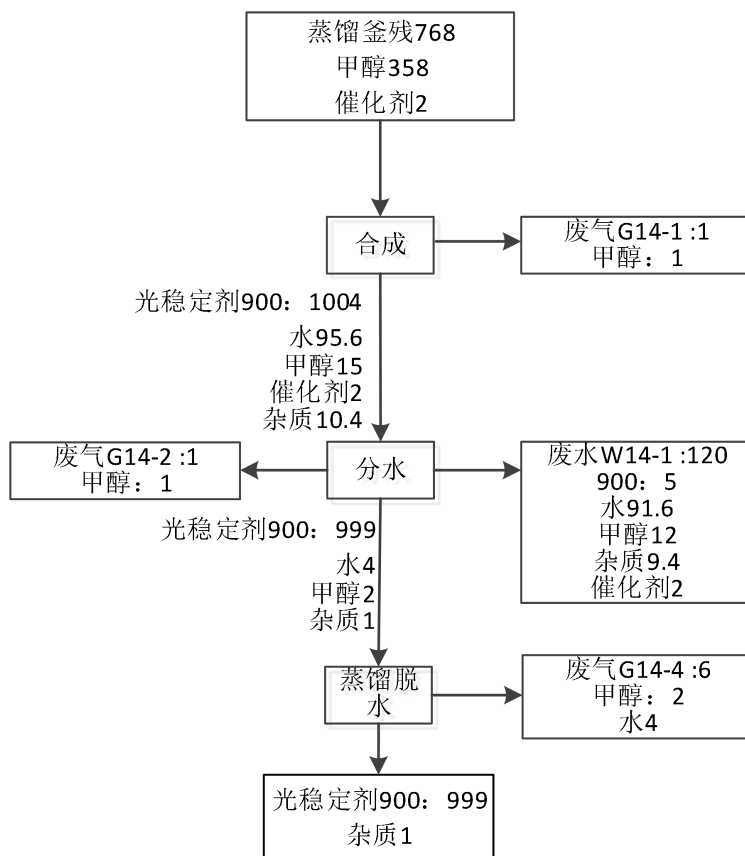 蒸馏釜残768
甲醇358
催化剂2
合成
废气G14-1 :1
甲醇：1
光稳定剂900：1004
水95.6
甲醇15
催化剂2
杂质10.4
废气G14-2 :1
甲醇：1
分水
废水W14-1 :120
900：5
水91.6
甲醇12
杂质9.4
催化剂2
光稳定剂900：999
水4
甲醇2
杂质1
蒸馏脱
水
废气G14-4 :6
甲醇：2
水4
光稳定剂900：999
杂质1